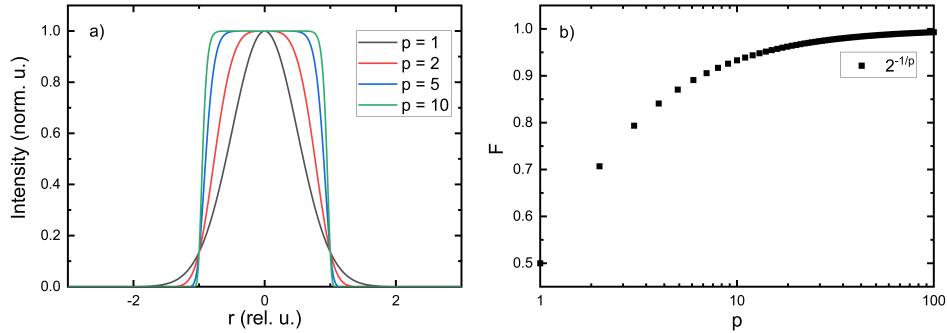 a)
p = 1
p = 2
p = 5
p = 10
1.0
0.8
0.6
0.4
0.2
0.0
Intensity (norm. u.)
-2
0
2
r (rel. u.)
b)
2^{-1/p}
1.0
0.9
0.8
0.7
0.6
0.5
F
1
10
100
p